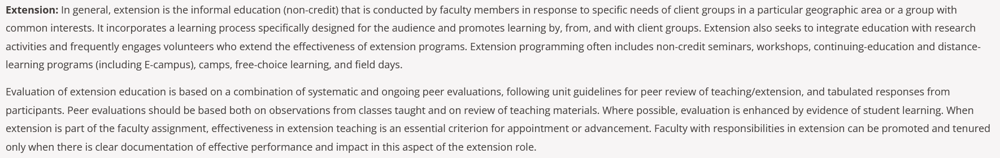 Extension: In general, extension is the informal education (non-credit) that is conducted by faculty members in response to specific needs of client groups in a particular geographic area or a group with
common interests. It incorporates a learning process specifically designed for the audience and promotes learning by, from, and with client groups. Extension also seeks to integrate education with research
activities and frequently engages volunteers who extend the effectiveness of extension programs. Extension programming often includes non-credit seminars, workshops, continuing-education and distance-
learning programs (including E-campus), camps, free-choice learning, and field days.
Evaluation of extension education is based on a combination of systematic and ongoing peer evaluations, following unit guidelines for peer review of teaching/extension, and tabulated responses from
participants. Peer evaluations should be based both on observations from classes taught and on review of teaching materials. Where possible, evaluation is enhanced by evidence of student learning. When
extension is part of the faculty assignment, effectiveness in extension teaching is an essential criterion for appointment or advancement. Faculty with responsibilities in extension can be promoted and tenured
only when there is clear documentation of effective performance and impact in this aspect of the extension role.